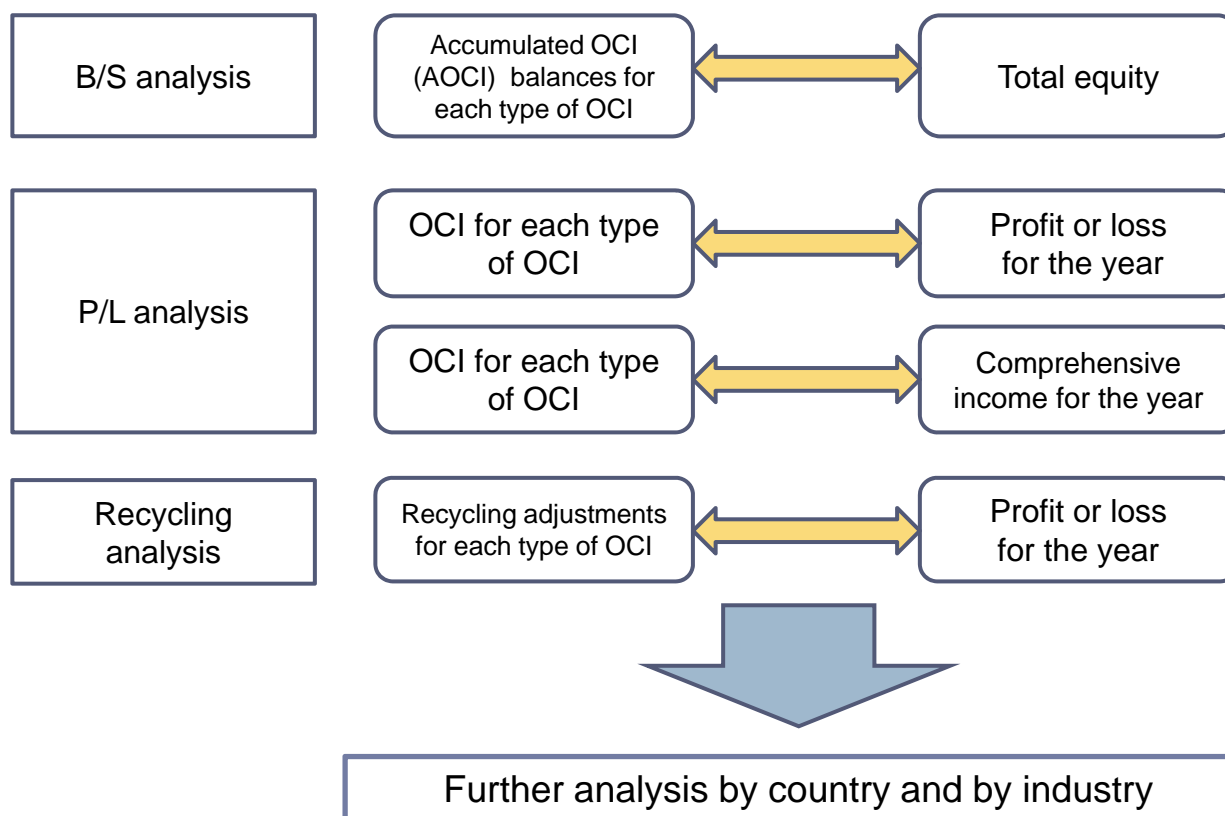 B/S analysis
Accumulated OCI
(AOCI) balances for
each type of OCI
Total equity
P/L analysis
OCI for each type
of OCI
Profit or loss
for the year
OCI for each type
of OCI
Comprehensive
income for the year
Recycling
analysis
Recycling adjustments
for each type of OCI
Profit or loss
for the year
Further analysis by country and by industry